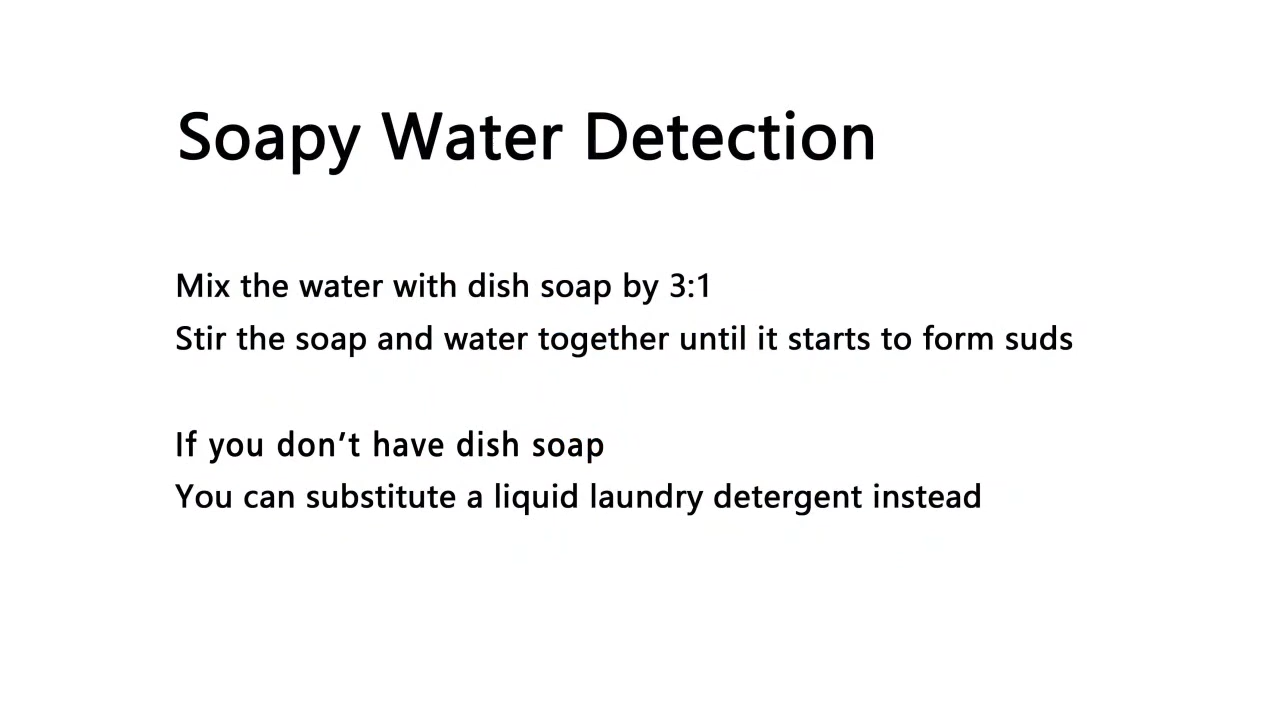 Soapy Water Detection
Mix the water with dish soap by 3:1
Stir the soap and water together until it starts to form suds
If you don’t have dish soap
You can substitute a liquid laundry detergent instead